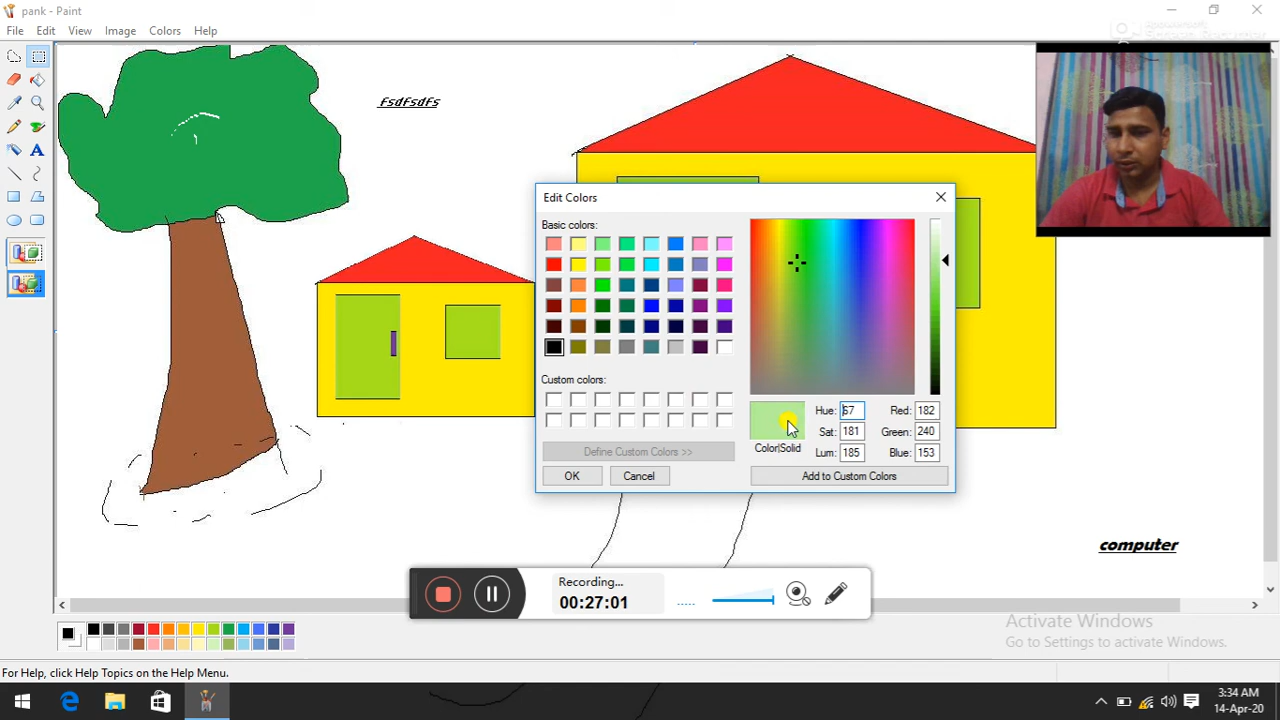 pank - Paint
File Edit View Image Colors Help
FsdFsdFs
Edit Colors
Basic colors:
Custom colors:
Define Custom Colors >>
OK Cancel
Color|Solid
Hue: 67 Red: 182
Sat: 181 Green: 240
Lum: 185 Blue: 153
Add to Custom Colors
computer
Recording...
00:27:01
Activate Windows
Go to Settings to activate Windows.
For Help, click Help Topics on the Help Menu.
3:34 AM
14-Apr-20